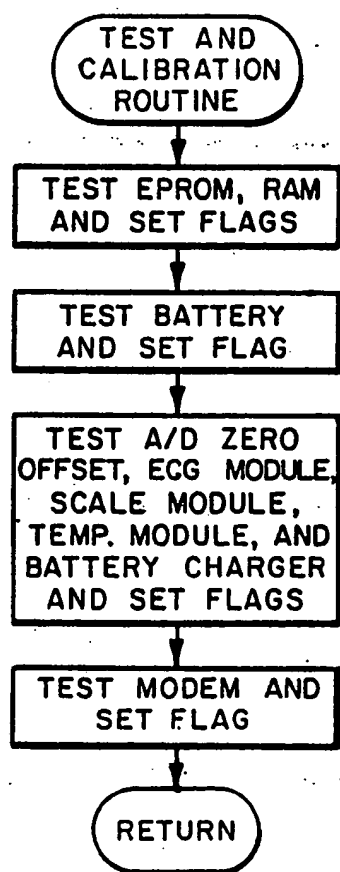 TEST AND
CALIBRATION
ROUTINE
TEST EPROM, RAM
AND SET FLAGS
TEST BATTERY
AND SET FLAG
TEST A/D ZERO
OFFSET, ECG MODULE,
SCALE MODULE,
TEMP. MODULE, AND
BATTERY CHARGER
AND SET FLAGS
TEST MODEM AND
SET FLAG
RETURN